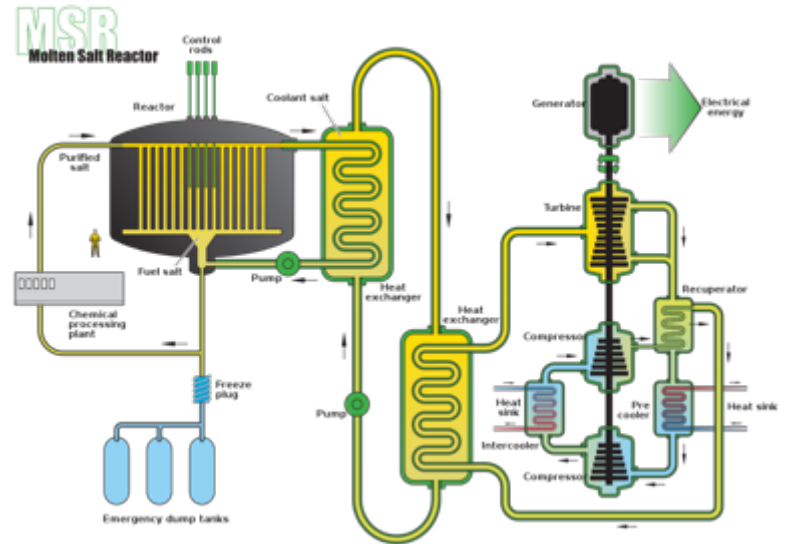 MSR
Molten Salt Reactor
Control
rods
Reactor
Coolant salt
Purified
salt
Fuel salt
Pump
Heat
exchanger
Chemical
processing
plant
Freeze
plug
Emergency dump tanks
Pump
Heat
exchanger
Generator
Electrical
energy
Turbine
Recuperator
Compressor
Heat
sink
Pre
cooler
Heat sink
Intercooler
Compressor